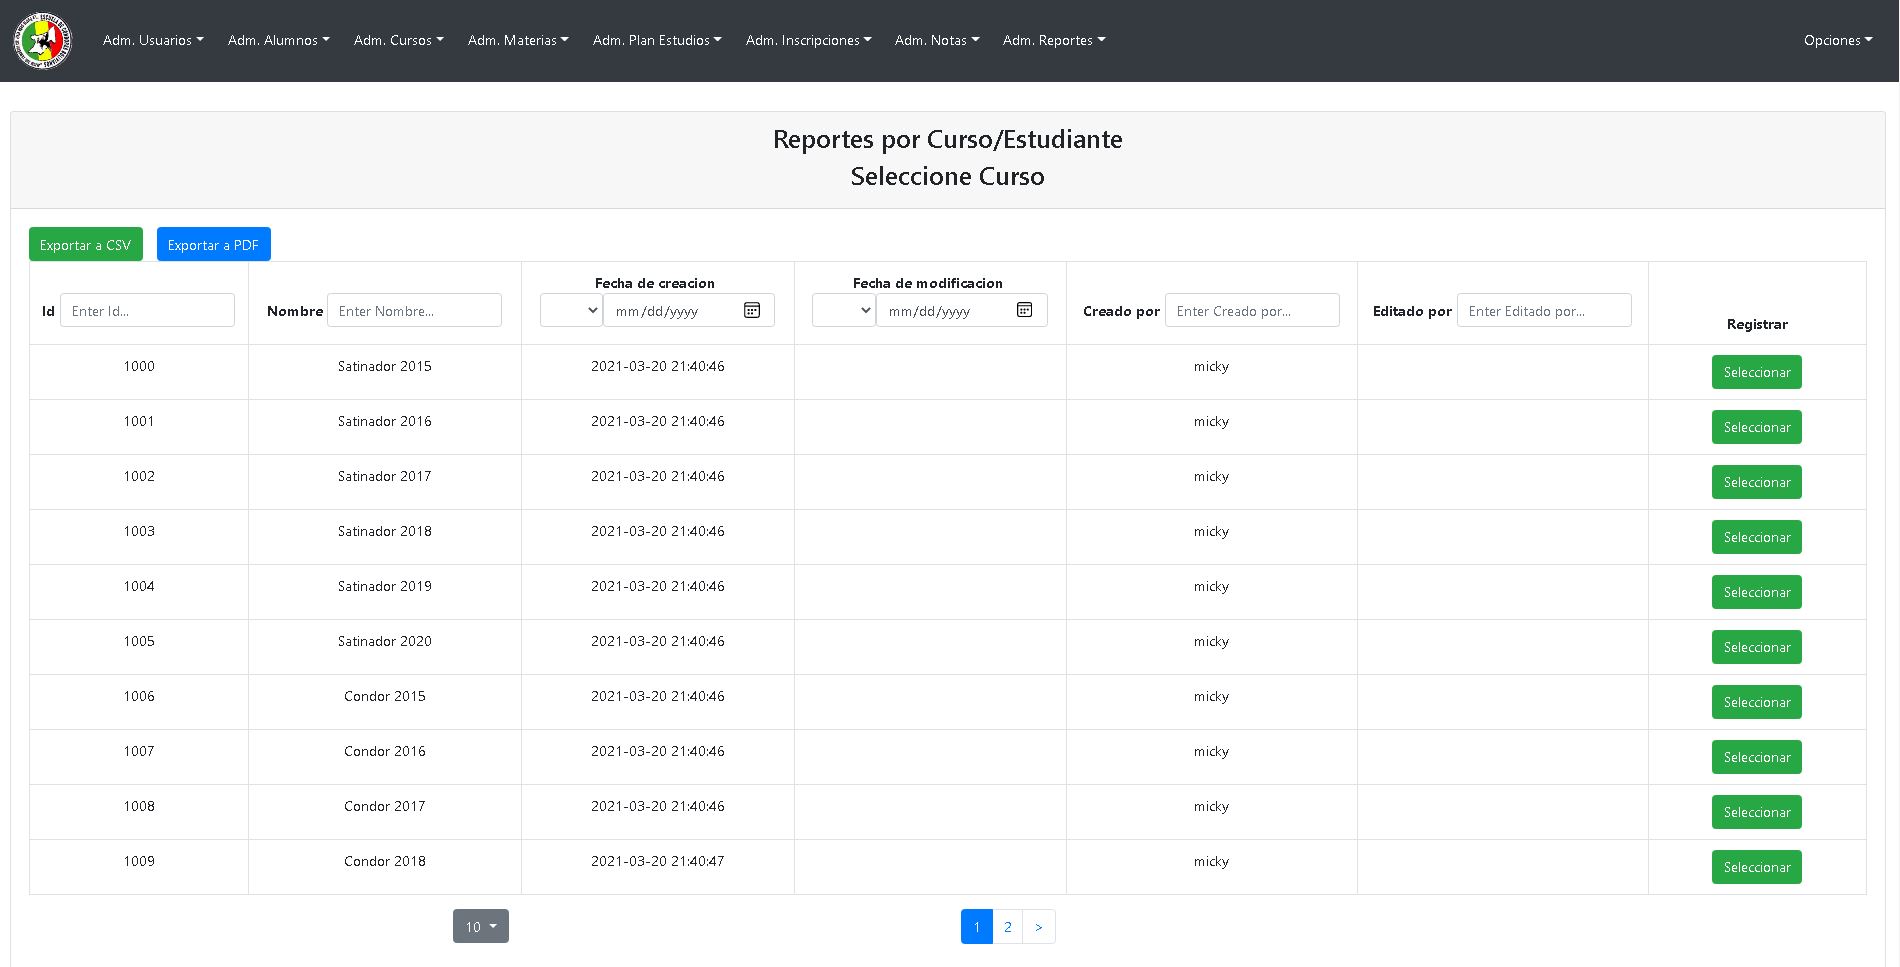 Adm. Usuarios Adm. Alumnos Adm. Cursos Adm. Materias Adm. Plan Estudios Adm. Inscripciones Adm. Notas Adm. Reportes Opciones
Reportes por Curso/Estudiante
Seleccione Curso
Exportar a CSV Exportar a PDF
Id Enter Id... Nombre Enter Nombre... Fecha de creacion mm/dd/yyyy Fecha de modificacion mm/dd/yyyy Creado por Enter Creado por... Editado por Enter Editado por... Registrar
1000 Satinador 2015 2021-03-20 21:40:46 micky Seleccionar
1001 Satinador 2016 2021-03-20 21:40:46 micky Seleccionar
1002 Satinador 2017 2021-03-20 21:40:46 micky Seleccionar
1003 Satinador 2018 2021-03-20 21:40:46 micky Seleccionar
1004 Satinador 2019 2021-03-20 21:40:46 micky Seleccionar
1005 Satinador 2020 2021-03-20 21:40:46 micky Seleccionar
1006 Condor 2015 2021-03-20 21:40:46 micky Seleccionar
1007 Condor 2016 2021-03-20 21:40:46 micky Seleccionar
1008 Condor 2017 2021-03-20 21:40:46 micky Seleccionar
1009 Condor 2018 2021-03-20 21:40:47 micky Seleccionar
10 1 2 >